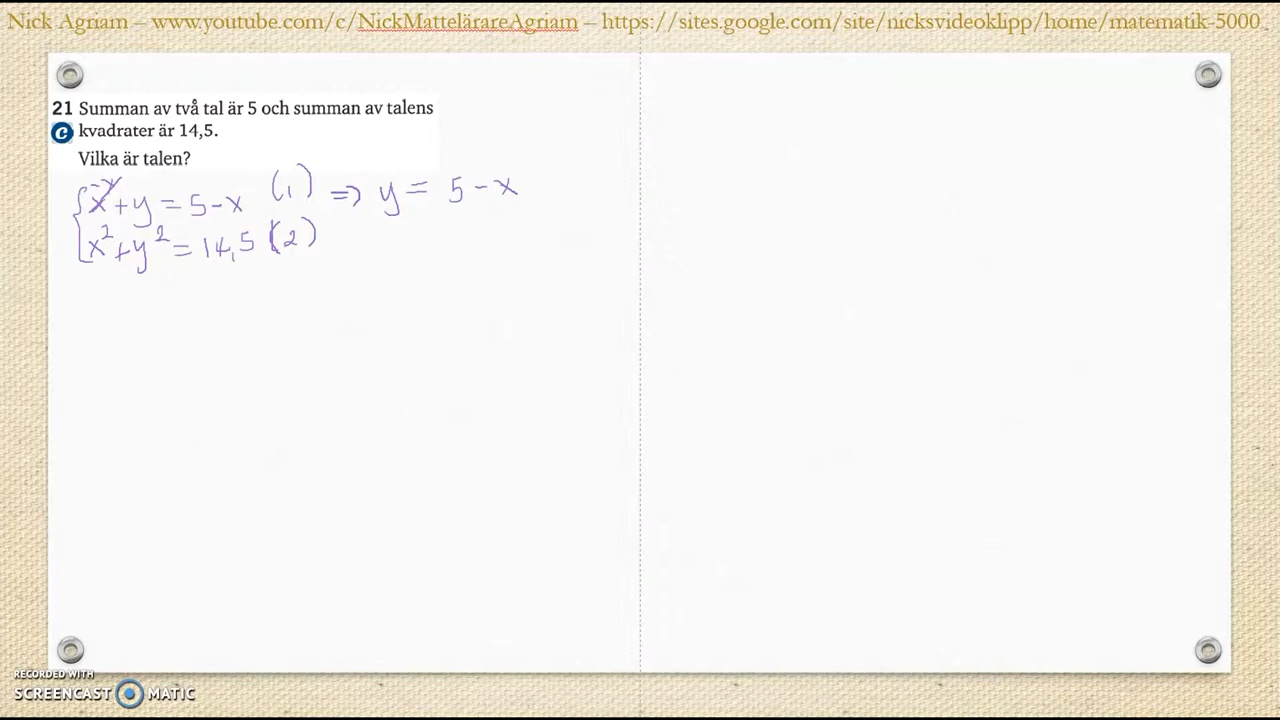 Nick Agriam – www.youtube.com/c/NickMattelärareAgriam – https://sites.google.com/site/nicksvideoklipp/home/matematik-5000
21 Summan av två tal är 5 och summan av talens
C kvadrater är 14,5.
Vilka är talen?
x-x+y=5-x (1) => y = 5-x
x²+y²=14,5 (2)
RECORDED WITH
SCREENCAST MATIC